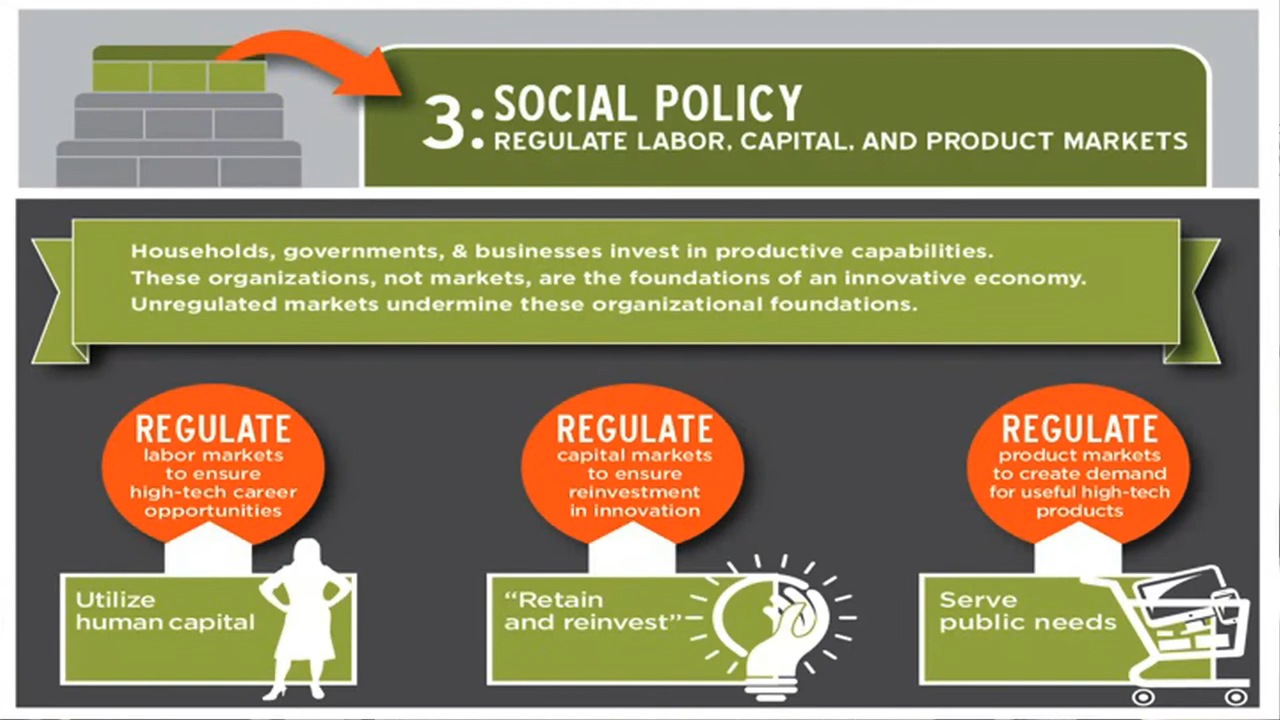 3: SOCIAL POLICY
REGULATE LABOR, CAPITAL, AND PRODUCT MARKETS
Households, governments, & businesses invest in productive capabilities.
These organizations, not markets, are the foundations of an innovative economy.
Unregulated markets undermine these organizational foundations.
REGULATE
labor markets
to ensure
high-tech career
opportunities
REGULATE
capital markets
to ensure
reinvestment
in innovation
REGULATE
product markets
to create demand
for useful high-tech
products
Utilize
human capital
“Retain
and reinvest”
Serve
public needs